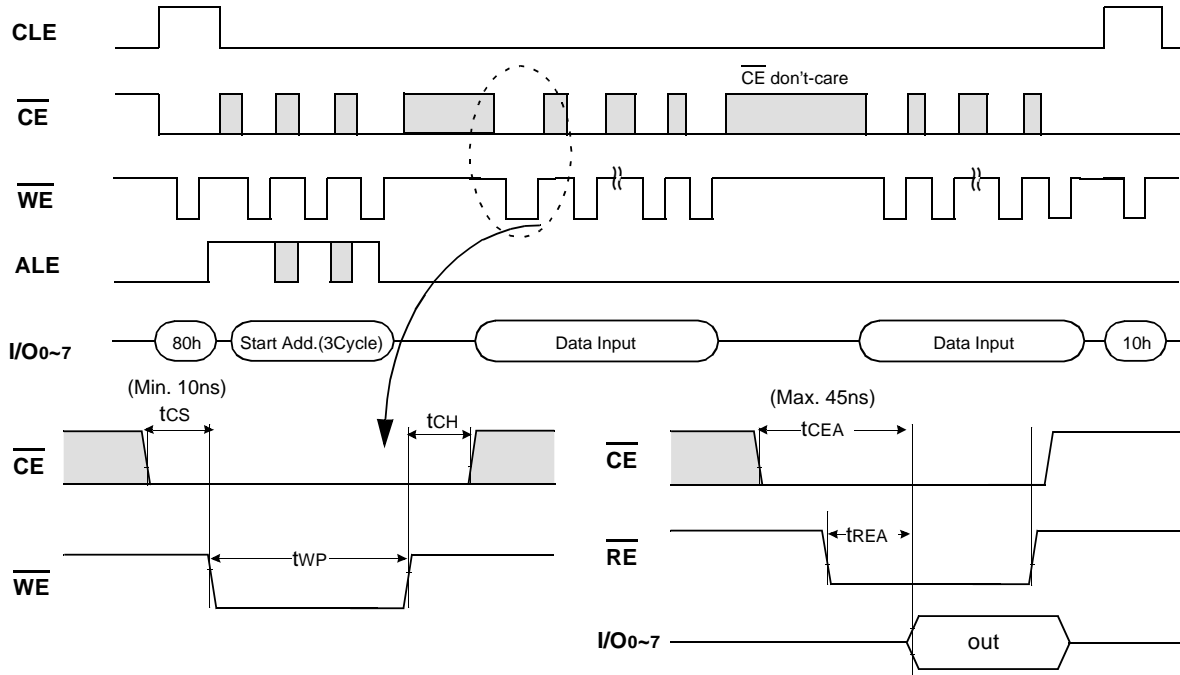 CLE
CE don't-care
CE
WE
ALE
I/O0~7 80h Start Add.(3Cycle) Data Input Data Input 10h
(Min. 10ns) (Max. 45ns)
tCS tCH tCEA
CE CE
tWP tREA
WE RE
I/O0~7 out